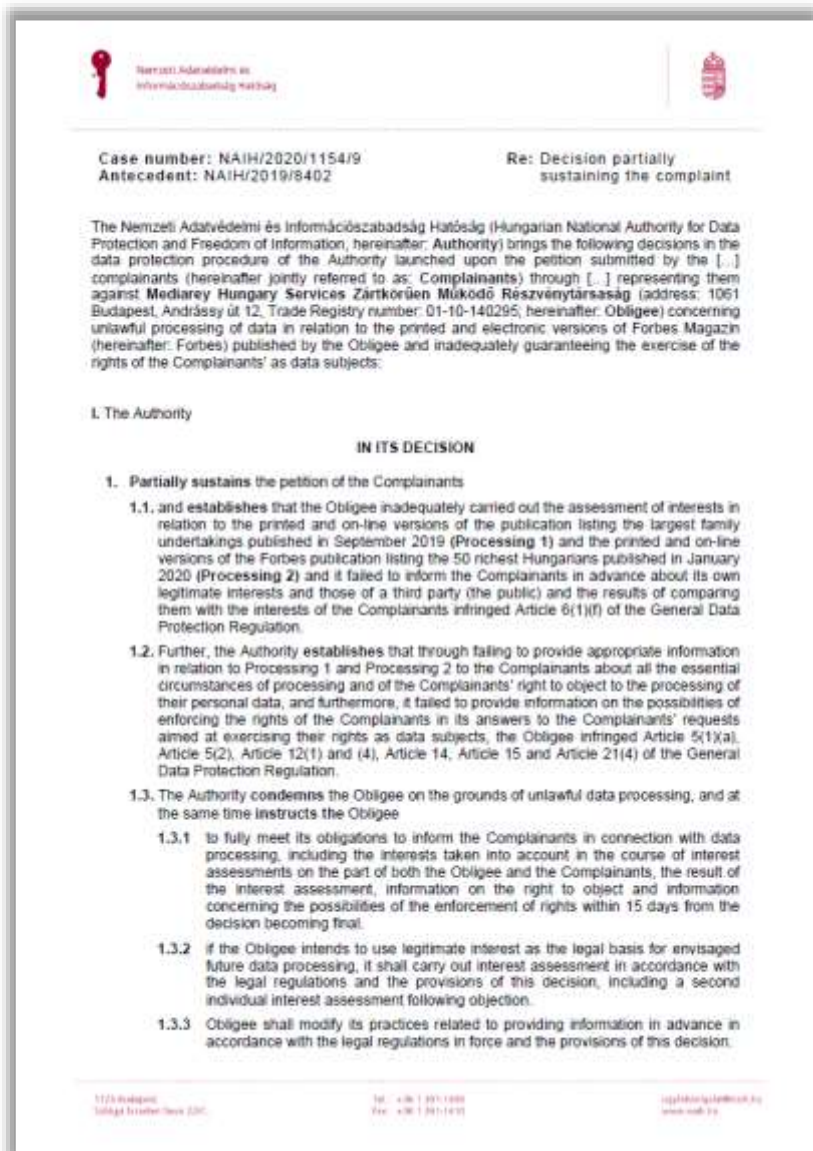 Nemzeti Adatvédelmi és
Információszabadság Hatóság
Case number: NAIH/2020/1154/9
Antecedent: NAIH/2019/8402
Re: Decision partially
sustaining the complaint
The Nemzeti Adatvédelmi és Információszabadság Hatóság (Hungarian National Authority for Data
Protection and Freedom of Information, hereinafter: Authority) brings the following decisions in the
data protection procedure of the Authority launched upon the petition submitted by the [...]
complainants (hereinafter jointly referred to as: Complainants) through [...] representing them
against Mediarey Hungary Services Zártkörűen Működő Részvénytársaság (address: 1061
Budapest, Andrássy út 12, Trade Registry number: 01-10-140295; hereinafter: Obligee) concerning
unlawful processing of data in relation to the printed and electronic versions of Forbes Magazin
(hereinafter: Forbes) published by the Obligee and inadequately guaranteeing the exercise of the
rights of the Complainants' as data subjects:
I. The Authority
IN ITS DECISION
1. Partially sustains the petition of the Complainants
1.1. and establishes that the Obligee inadequately carried out the assessment of interests in
relation to the printed and on-line versions of the publication listing the largest family
undertakings published in September 2019 (Processing 1) and the printed and on-line
versions of the Forbes publication listing the 50 richest Hungarians published in January
2020 (Processing 2) and it failed to inform the Complainants in advance about its own
legitimate interests and those of a third party (the public) and the results of comparing
them with the interests of the Complainants infringed Article 6(1)(f) of the General Data
Protection Regulation.
1.2. Further, the Authority establishes that through failing to provide appropriate information
in relation to Processing 1 and Processing 2 to the Complainants about all the essential
circumstances of processing and of the Complainants' right to object to the processing of
their personal data, and furthermore, it failed to provide information on the possibilities of
enforcing the rights of the Complainants in its answers to the Complainants' requests
aimed at exercising their rights as data subjects, the Obligee infringed Article 5(1)(a),
Article 5(2), Article 12(1) and (4), Article 14, Article 15 and Article 21(4) of the General
Data Protection Regulation.
1.3. The Authority condemns the Obligee on the grounds of unlawful data processing, and at
the same time instructs the Obligee
1.3.1 to fully meet its obligations to inform the Complainants in connection with data
processing, including the interests taken into account in the course of interest
assessments on the part of both the Obligee and the Complainants, the result of
the interest assessment, information on the right to object and information
concerning the possibilities of the enforcement of rights within 15 days from the
decision becoming final.
1.3.2 if the Obligee intends to use legitimate interest as the legal basis for envisaged
future data processing, it shall carry out interest assessment in accordance with
the legal regulations and the provisions of this decision, including a second
individual interest assessment following objection.
1.3.3 Obligee shall modify its practices related to providing information in advance in
accordance with the legal regulations in force and the provisions of this decision.